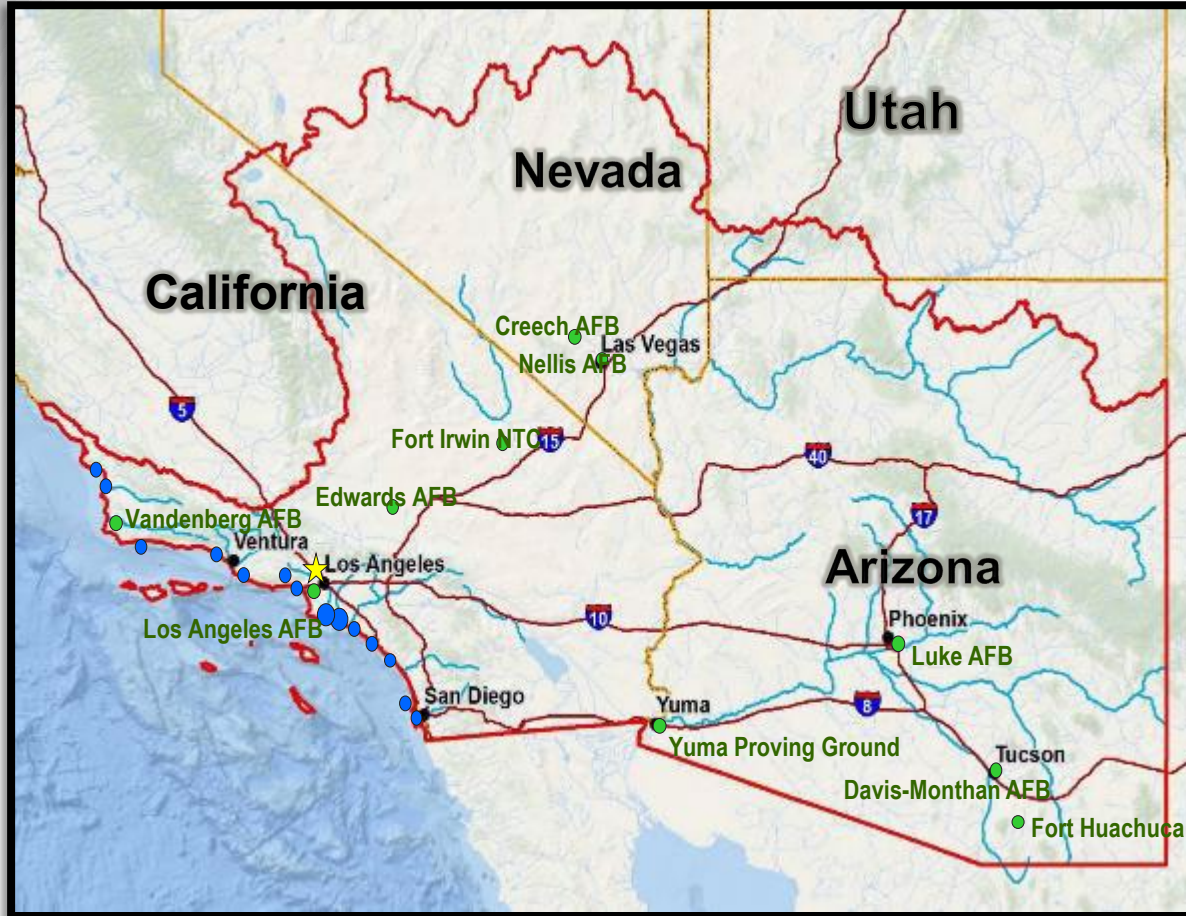 Utah
Nevada
California
Creech AFB
Las Vegas
Nellis AFB
5
Fort Irwin NTC
15
40
Edwards AFB
17
Vandenberg AFB
Ventura
Los Angeles
Arizona
10
Phoenix
Los Angeles AFB
Luke AFB
San Diego
Yuma
8
Yuma Proving Ground
Tucson
Davis-Monthan AFB
Fort Huachuca